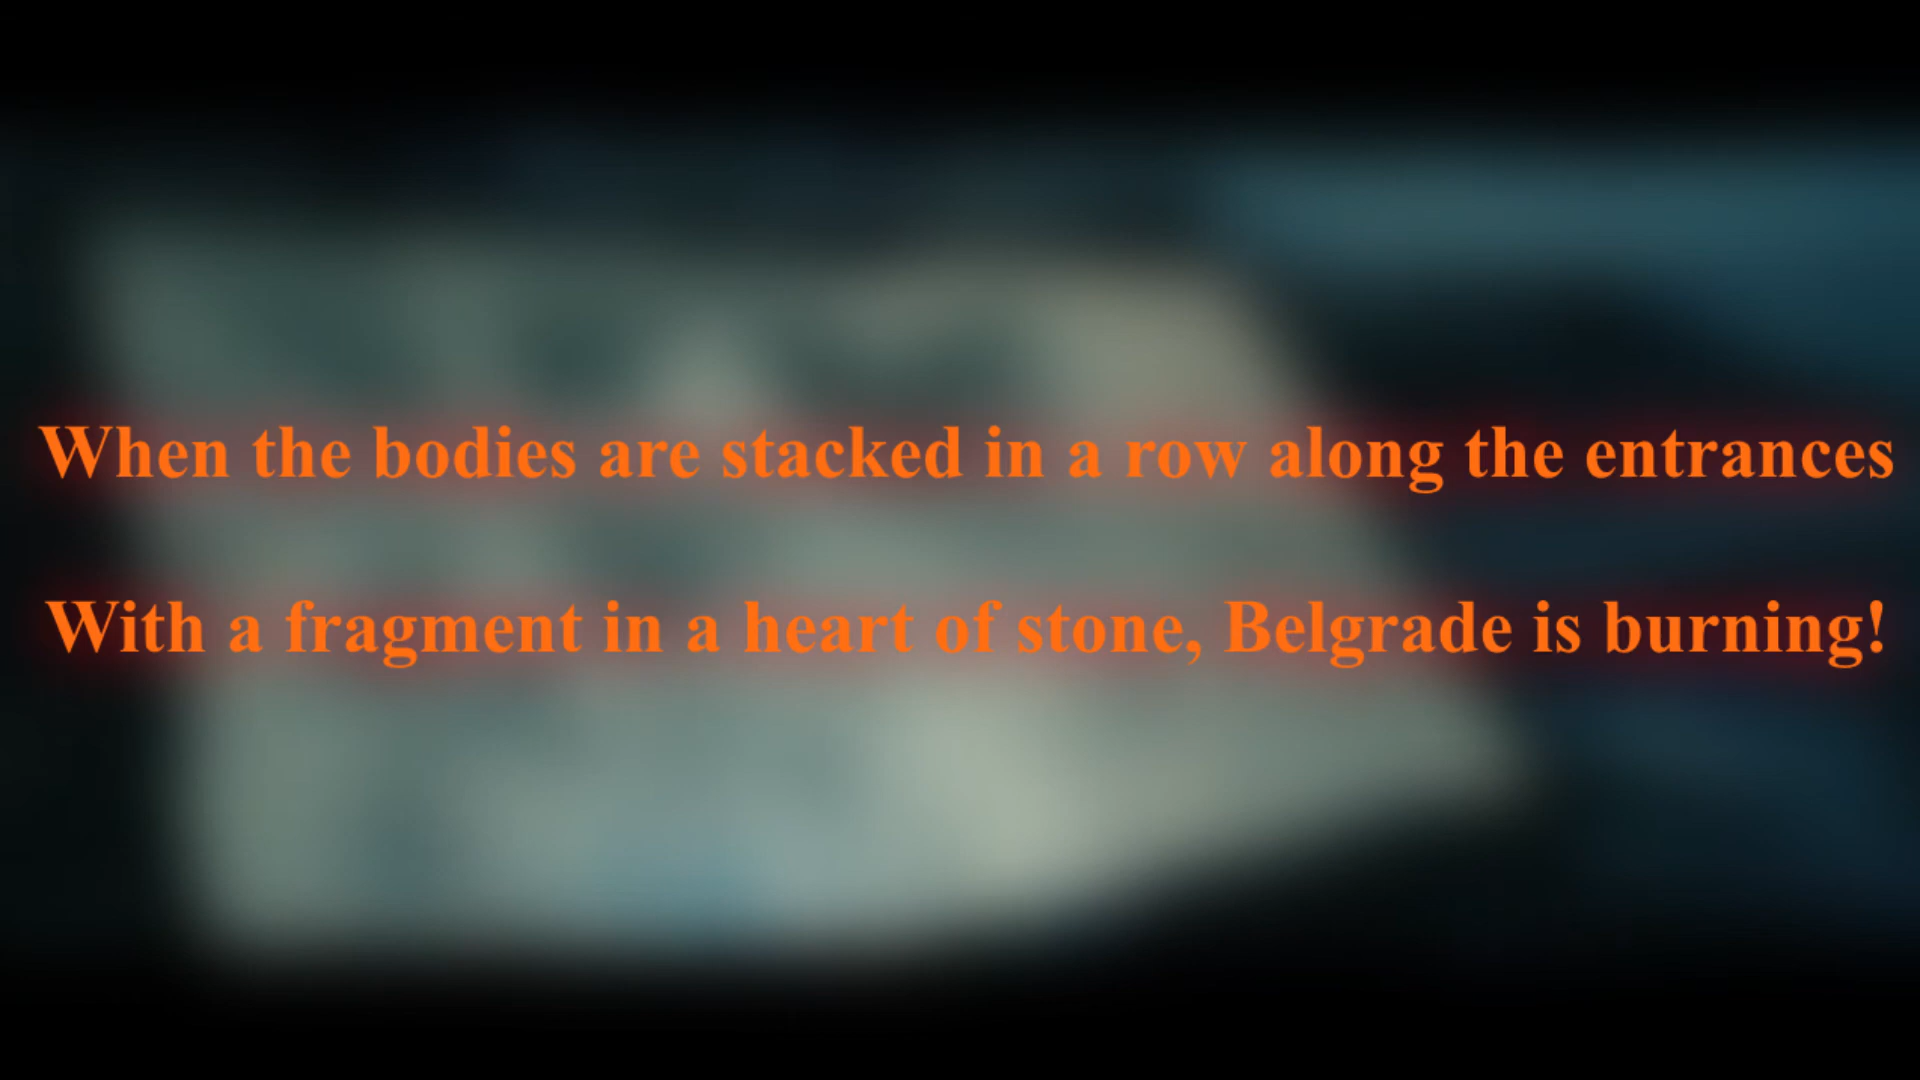 When the bodies are stacked in a row along the entrances
With a fragment in a heart of stone, Belgrade is burning!